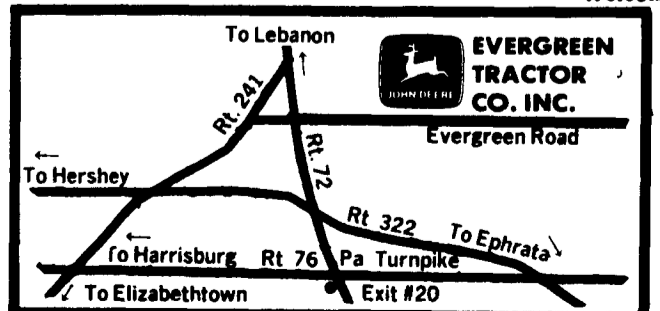 To Lebanon
EVERGREEN
TRACTOR
CO. INC.
JOHN DEERE
Rt. 241
Evergreen Road
Rt. 72
To Hershey
Rt 322
To Ephrata
To Harrisburg Rt 76 Pa Turnpike
To Elizabethtown
Exit #20